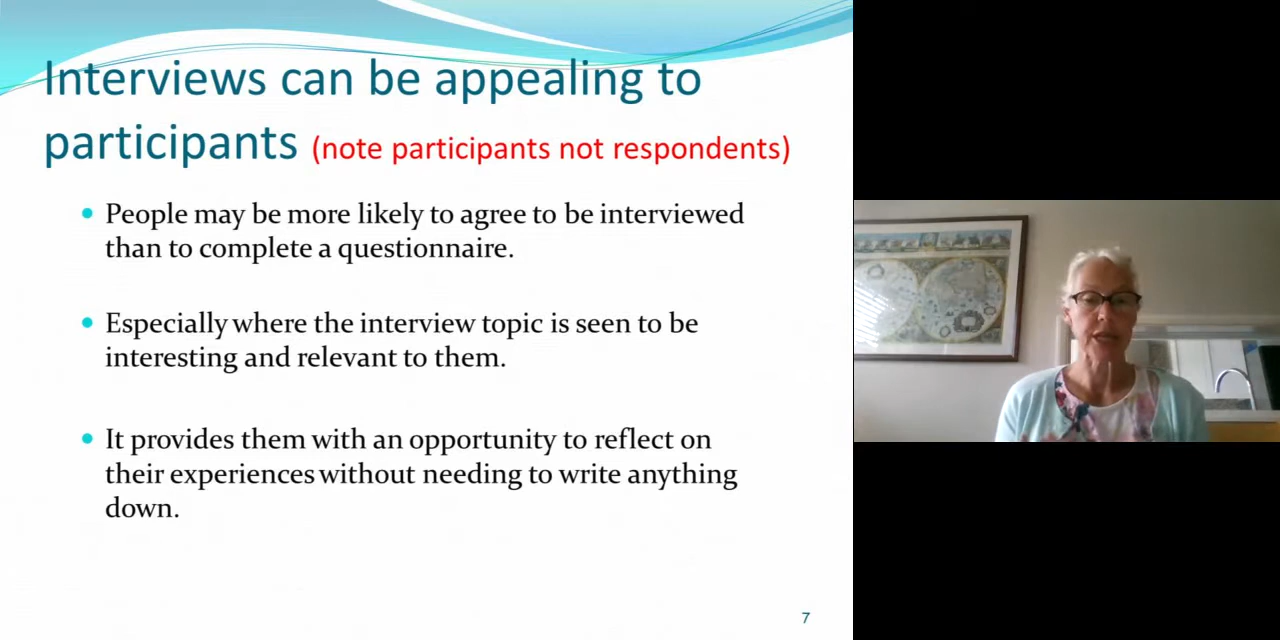 Interviews can be appealing to
participants (note participants not respondents)
• People may be more likely to agree to be interviewed
than to complete a questionnaire.
• Especially where the interview topic is seen to be
interesting and relevant to them.
• It provides them with an opportunity to reflect on
their experiences without needing to write anything
down.
7